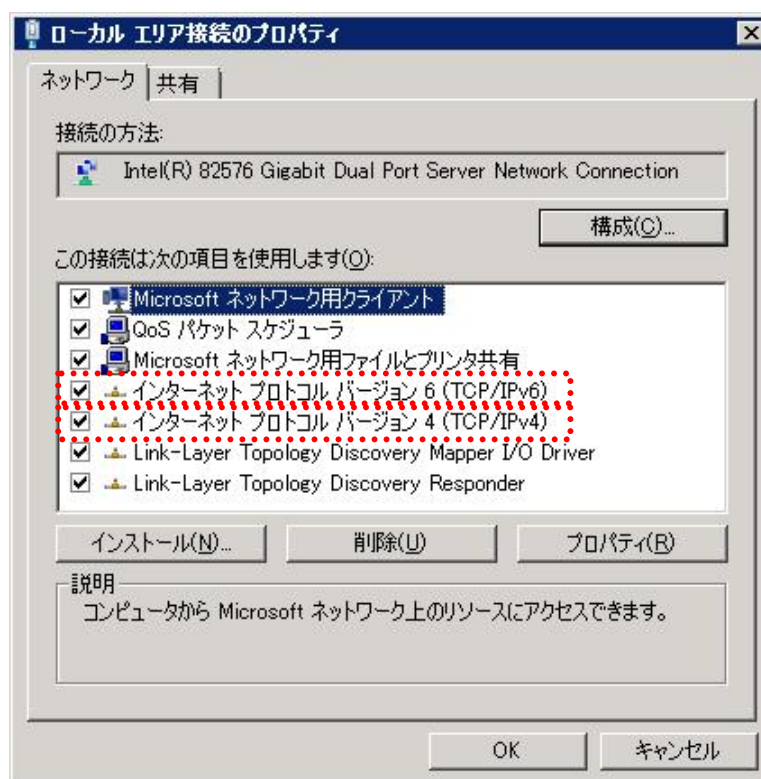 ローカル エリア接続のプロパティ
ネットワーク 共有
接続の方法:
Intel(R) 82576 Gigabit Dual Port Server Network Connection
構成(C)...
この接続は次の項目を使用します(O):
Microsoft ネットワーク用クライアント
QoS パケット スケジューラ
Microsoft ネットワーク用ファイルとプリンタ共有
インターネット プロトコル バージョン 6 (TCP/IPv6)
インターネット プロトコル バージョン 4 (TCP/IPv4)
Link-Layer Topology Discovery Mapper I/O Driver
Link-Layer Topology Discovery Responder
インストール(N)... 削除(U) プロパティ(R)
説明
コンピュータから Microsoft ネットワーク上のリソースにアクセスできます。
OK キャンセル